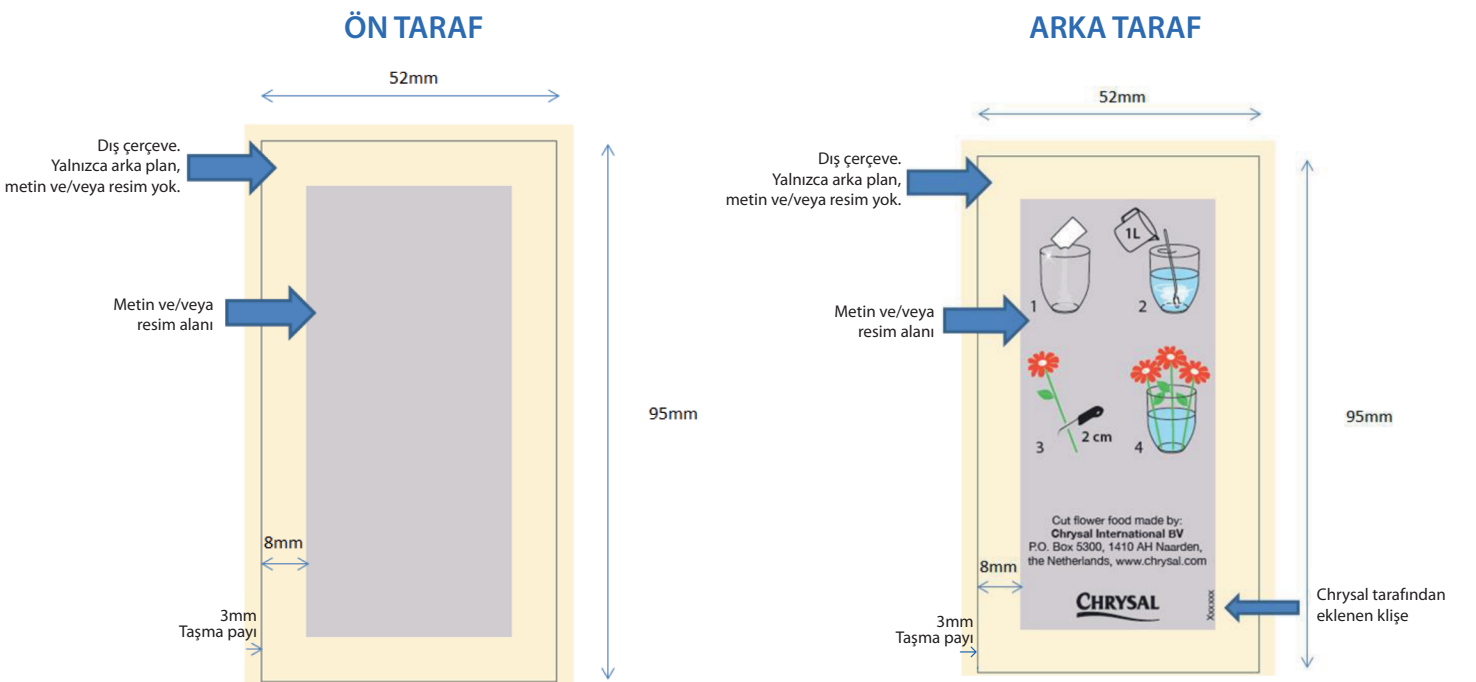 ÖN TARAF
52mm
Dış çerçeve.
Yalnızca arka plan,
metin ve/veya resim yok.
Metin ve/veya
resim alanı
95mm
8mm
3mm
Taşma payı
ARKA TARAF
52mm
Dış çerçeve.
Yalnızca arka plan,
metin ve/veya resim yok.
1L
1
2
Metin ve/veya
resim alanı
95mm
2 cm
3
4
Cut flower food made by:
Chrysal International BV
P.O. Box 5300, 1410 AH Naarden,
the Netherlands, www.chrysal.com
8mm
CHRYSAL
Xxxxxx
Chrysal tarafından
eklenen klişe
3mm
Taşma payı